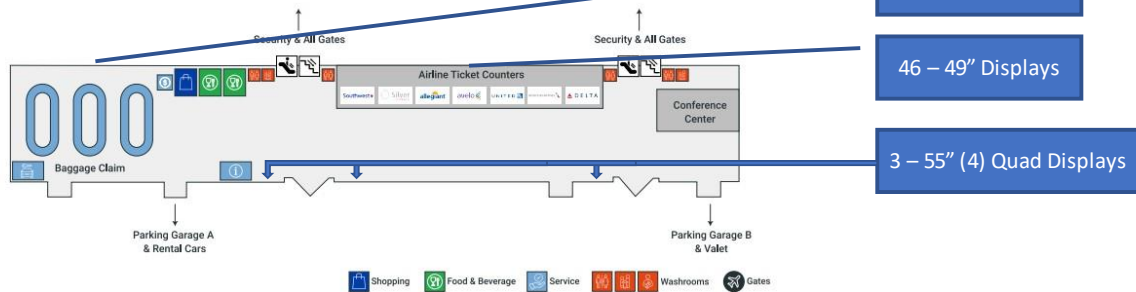 Security & All Gates
Security & All Gates
46 – 49” Displays
Airline Ticket Counters
Southwest
Silver
allegiant
avelo
UNITED
DELTA
Conference
Center
3 – 55” (4) Quad Displays
Baggage Claim
Parking Garage A
& Rental Cars
Parking Garage B
& Valet
Shopping
Food & Beverage
Service
Washrooms
Gates